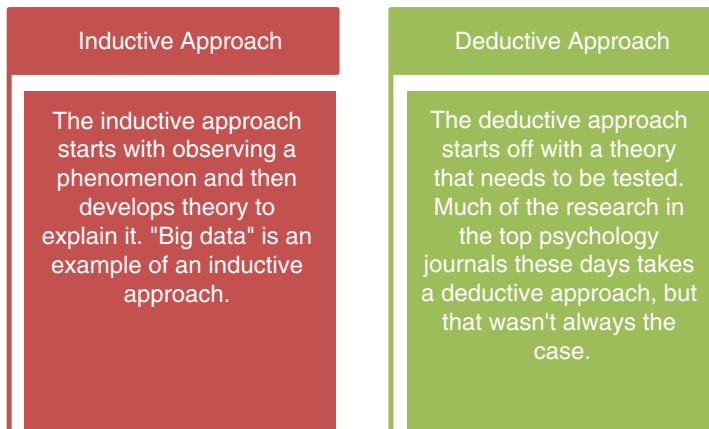 Inductive Approach
The inductive approach
starts with observing a
phenomenon and then
develops theory to
explain it. "Big data" is an
example of an inductive
approach.
Deductive Approach
The deductive approach
starts off with a theory
that needs to be tested.
Much of the research in
the top psychology
journals these days takes
a deductive approach, but
that wasn't always the
case.